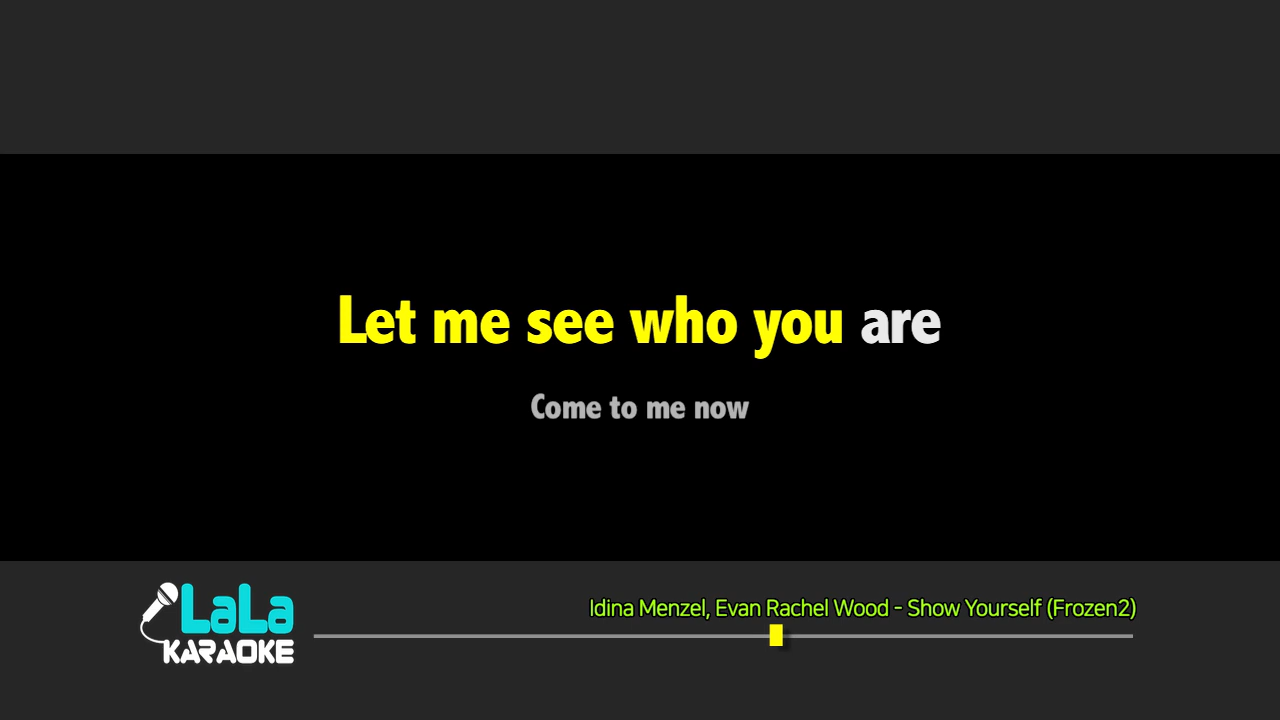 Let me see who you are
Come to me now
LaLa
KARAOKE
Idina Menzel, Evan Rachel Wood - Show Yourself (Frozen2)